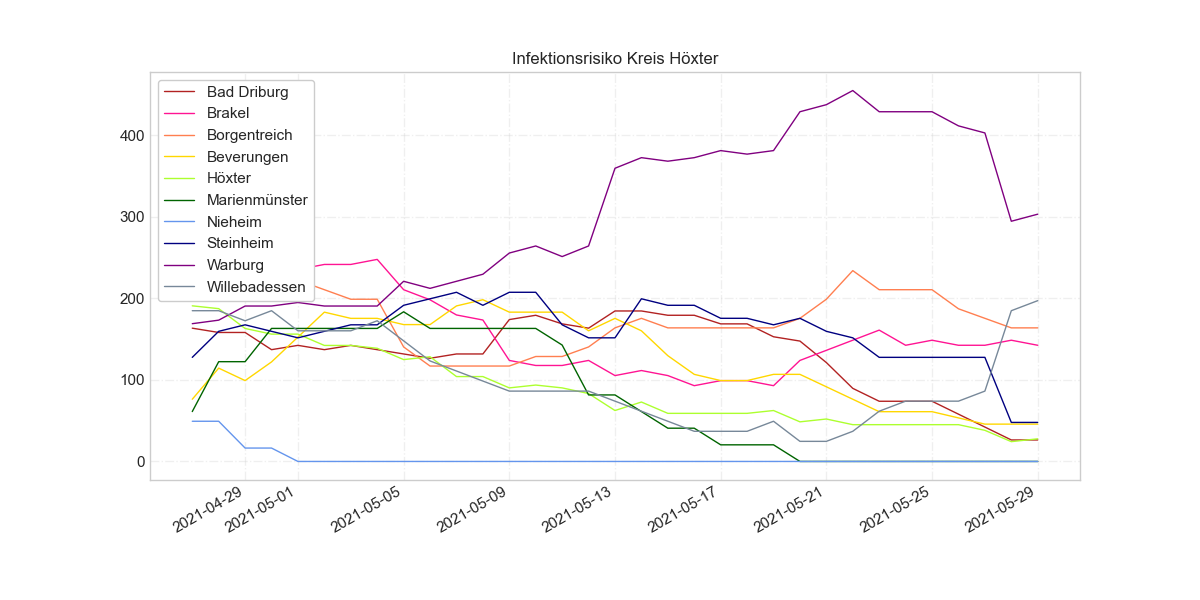 Infektionsrisiko Kreis Höxter
Bad Driburg
Brakel
Borgentreich
Beverungen
Höxter
Marienmünster
Nieheim
Steinheim
Warburg
Willebadessen
400
300
200
100
0
2021-04-29
2021-05-01
2021-05-05
2021-05-09
2021-05-13
2021-05-17
2021-05-21
2021-05-25
2021-05-29